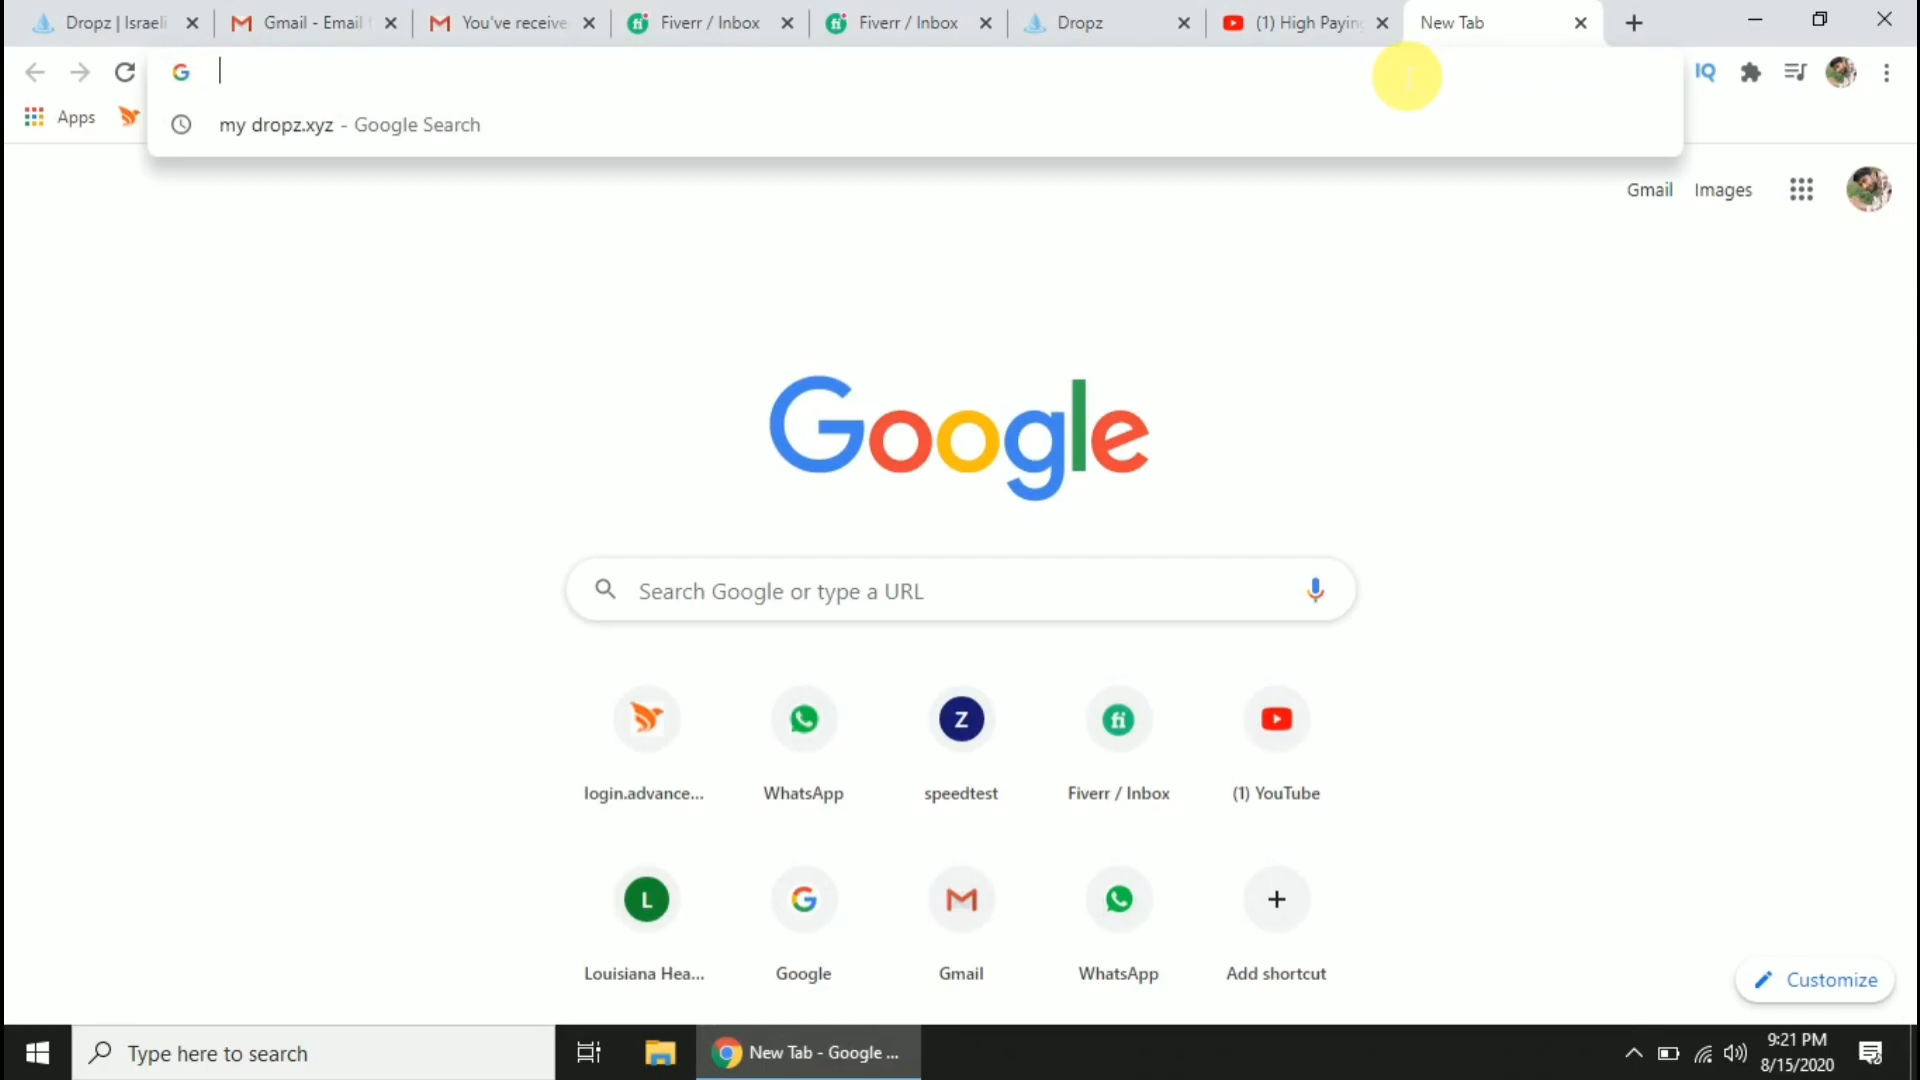 Dropz | Israeli
Gmail - Email
You've receive
Fiverr / Inbox
Fiverr / Inbox
Dropz
(1) High Paying
New Tab
IQ
Apps
my dropz.xyz - Google Search
Gmail
Images
Google
Search Google or type a URL
login.advance...
WhatsApp
Z
speedtest
fi
Fiverr / Inbox
(1) YouTube
L
Louisiana Hea...
Google
Gmail
WhatsApp
Add shortcut
Customize
Type here to search
New Tab - Google ...
9:21 PM
8/15/2020